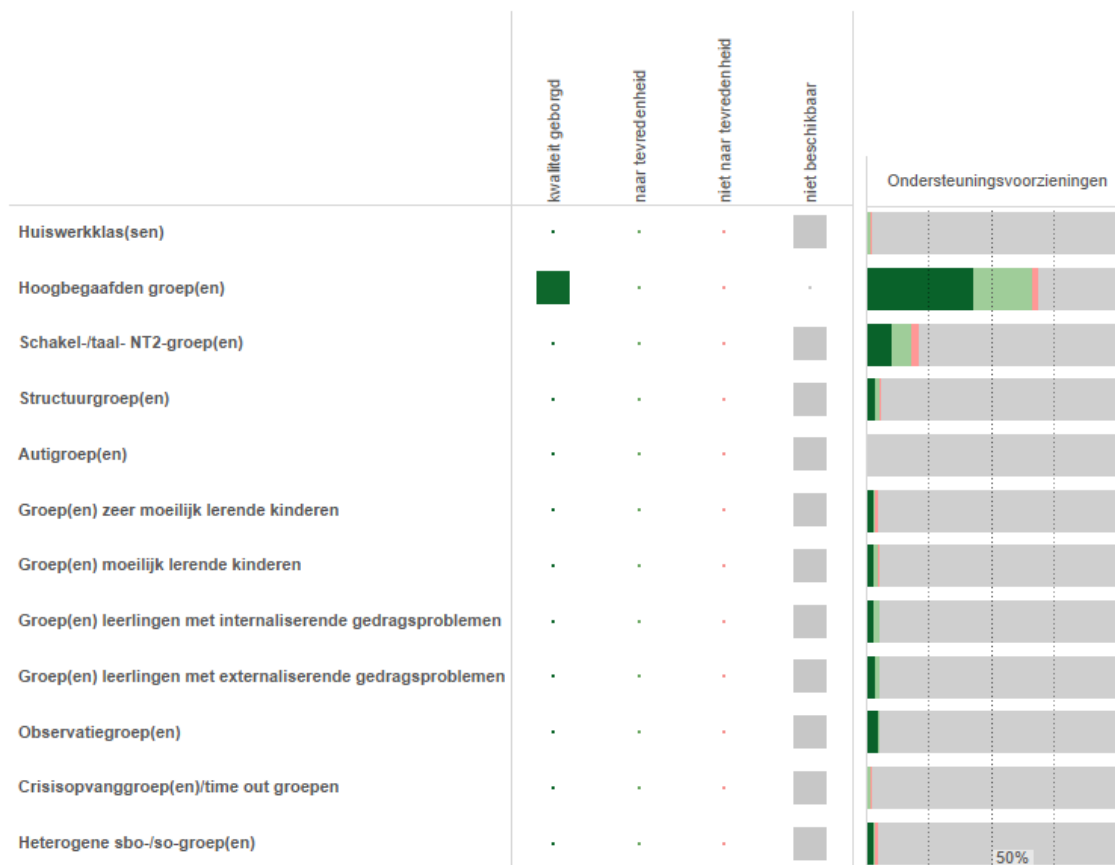 kwaliteit geborgd
naar tevredenheid
niet naar tevredenheid
niet beschikbaar
Ondersteuningsvoorzieningen
Huiswerkklas(sen)
Hoogbegaafden groep(en)
Schakel-/taal- NT2-groep(en)
Structuurgroep(en)
Autigroep(en)
Groep(en) zeer moeilijk lerende kinderen
Groep(en) moeilijk lerende kinderen
Groep(en) leerlingen met internaliserende gedragsproblemen
Groep(en) leerlingen met externaliserende gedragsproblemen
Observatiegroep(en)
Crisisopvanggroep(en)/time out groepen
Heterogene sbo-/so-groep(en)
50%